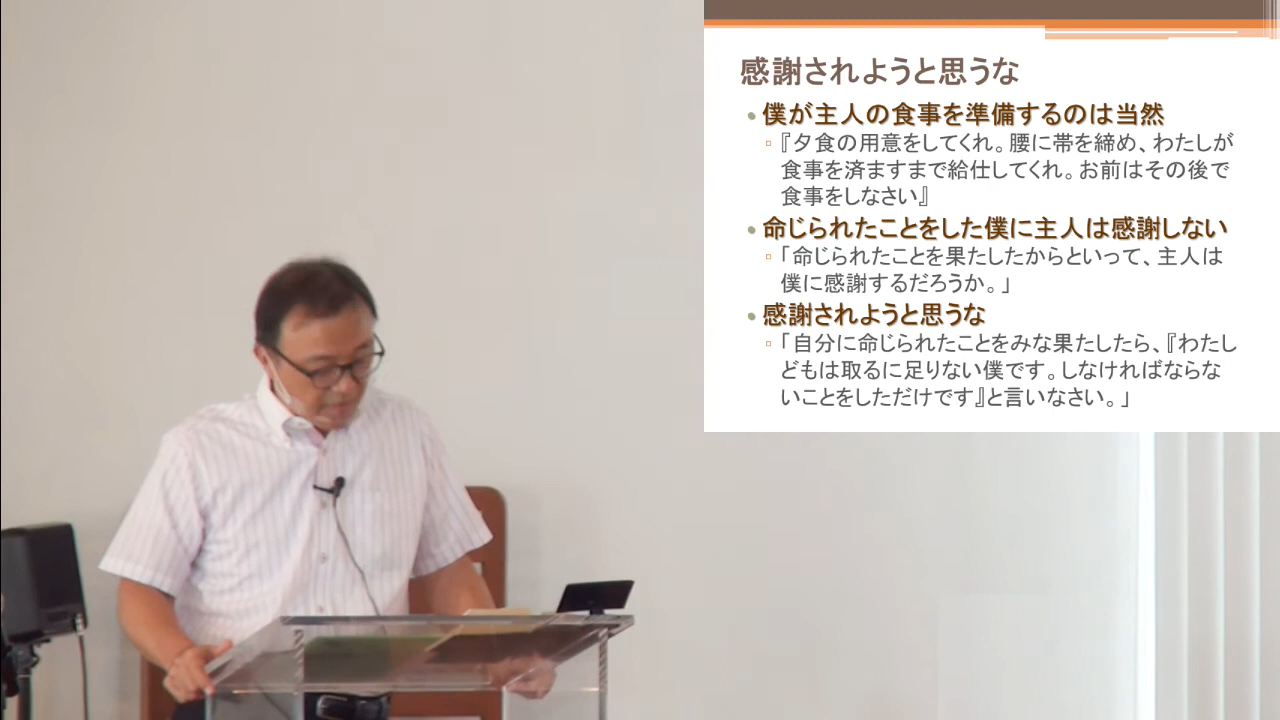 感謝されようと思うな
• 僕が主人の食事を準備するのは当然
▫ 『夕食の用意をしてくれ。腰に帯を締め、わたしが
食事を済ますまで給仕してくれ。お前はその後で
食事をしなさい』
• 命じられたことをした僕に主人は感謝しない
▫ 「命じられたことを果たしたからといって、主人は
僕に感謝するだろうか。」
• 感謝されようと思うな
▫ 「自分に命じられたことをみな果たしたら、『わたし
どもは取るに足りない僕です。しなければならな
いことをしただけです』と言いなさい。」